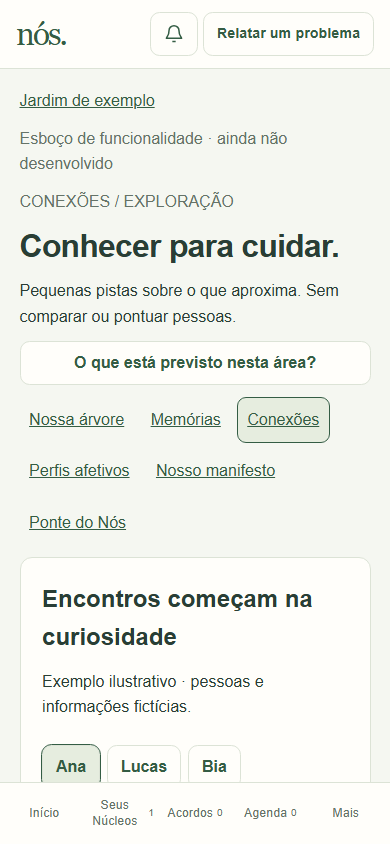 nós.
Relatar um problema
Jardim de exemplo
Esboço de funcionalidade · ainda não
desenvolvido
CONEXÕES / EXPLORAÇÃO
Conhecer para cuidar.
Pequenas pistas sobre o que aproxima. Sem
comparar ou pontuar pessoas.
O que está previsto nesta área?
Nossa árvore Memórias Conexões
Perfis afetivos Nosso manifesto
Ponte do Nós
Encontros começam na
curiosidade
Exemplo ilustrativo · pessoas e
informações fictícias.
Ana Lucas Bia
Início Seus Núcleos 1 Acordos 0 Agenda 0 Mais